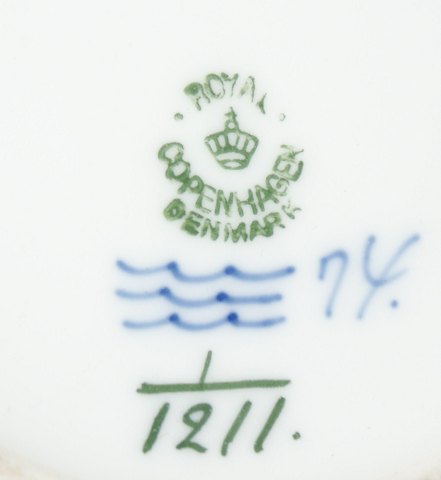 ROYAL
COPENHAGEN
DENMARK
74.
1
1211.